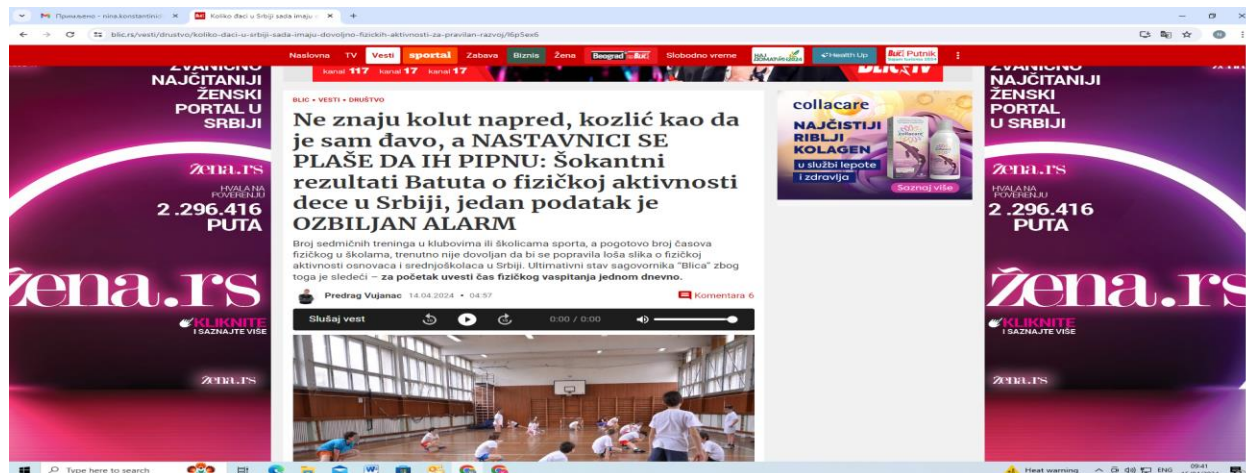 Примљено - nina.konstantinic
Koliko đaci u Srbiji sada imaju
blic.rs/vesti/drustvo/koliko-daci-u-srbiji-sada-imaju-dovoljno-fizickih-aktivnosti-za-pravilan-razvoj/l6p5ex6
Naslovna TV Vesti sportal Zabava Biznis Žena Beograd Blic Slobodno vreme Health Up Blic Putnik
kanal 117 kanal 17 kanal 17
BLIC TV
ZVANIČNO
NAJČITANIJI
ŽENSKI
PORTAL U
SRBIJI
žena.rs
HVALA NA
POVERENJU
2.296.416
PUTA
žena.rs
KLIKNITE
I SAZNAJTE VIŠE
žena.rs
BLIC • VESTI • DRUŠTVO
Ne znaju kolut napred, kozlić kao da
je sam đavo, a NASTAVNICI SE
PLAŠE DA IH PIPNU: Šokantni
rezultati Batuta o fizičkoj aktivnosti
dece u Srbiji, jedan podatak je
OZBILJAN ALARM
Broj sedmičnih treninga u klubovima ili školicama sporta, a pogotovo broj časova
fizičkog u školama, trenutno nije dovoljan da bi se popravila loša slika o fizičkoj
aktivnosti osnovaca i srednjoškolaca u Srbiji. Ultimativni stav sagovornika "Blica" zbog
toga je sledeći – za početak uvesti čas fizičkog vaspitanja jednom dnevno.
Predrag Vujanac 14.04.2024 • 04:57 Komentara 6
Slušaj vest 0:00 / 0:00
collacare
NAJČISTIJI
RIBLJI
KOLAGEN
u službi lepote
i zdravlja
Saznaj više
ZVANIČNO
NAJČITANIJI
ŽENSKI
PORTAL
U SRBIJI
žena.rs
HVALA NA
POVERENJU
2.296.416
PUTA
žena.rs
KLIKNITE
I SAZNAJTE VIŠE
žena.rs
Type here to search
Heat warning ENG 09:41